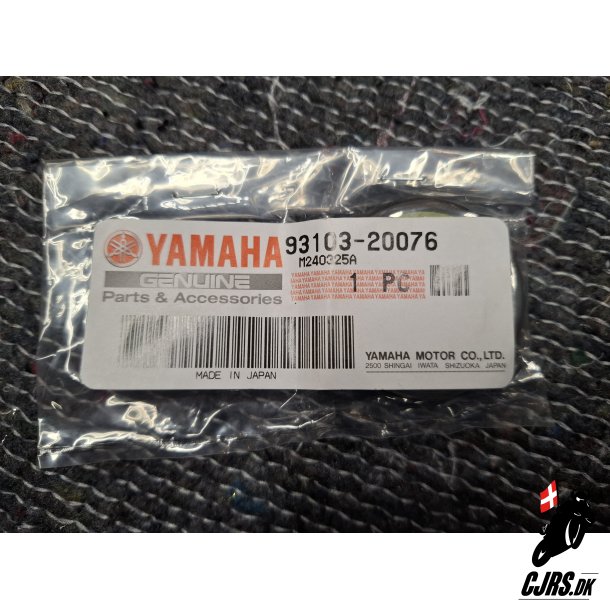 YAMAHA 93103-20076
M240325A
GENUINE
Parts & Accessories
1 PC
MADE IN JAPAN
YAMAHA MOTOR CO., LTD.
2500 SHINGAI IWATA SHIZUOKA JAPAN
CJRS.DK